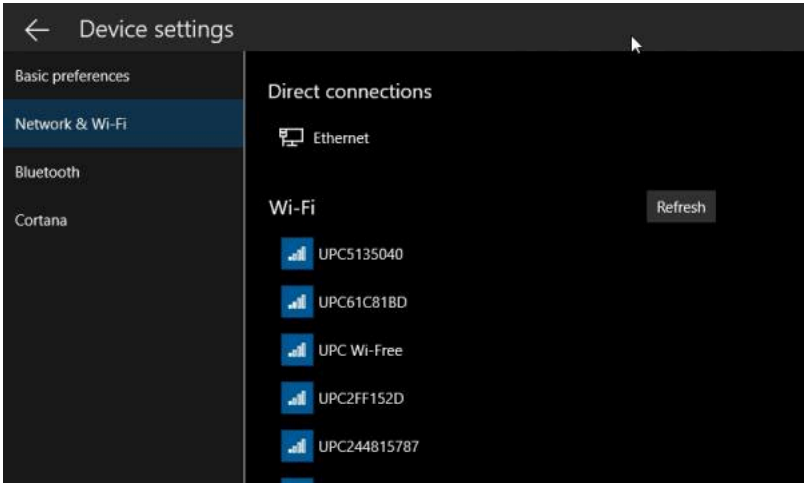 Device settings
Basic preferences
Network & Wi-Fi
Bluetooth
Cortana
Direct connections
Ethernet
Wi-Fi
Refresh
UPC5135040
UPC61C81BD
UPC Wi-Free
UPC2FF152D
UPC244815787